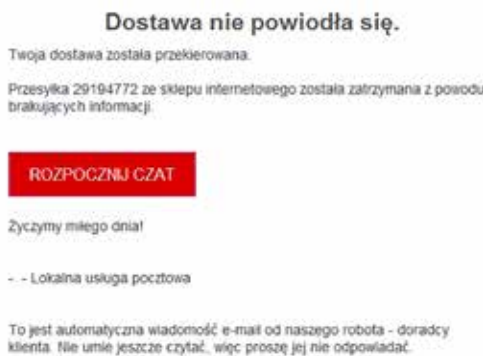 Dostawa nie powiodła się.
Twoja dostawa została przekierowana.
Przesyłka 29194772 ze sklepu internetowego została zatrzymana z powodu
brakujących informacji.
ROZPOCZNIJ CZAT
Życzymy miłego dnia!
-. - Lokalna usługa pocztowa
To jest automatyczna wiadomość e-mail od naszego robota - doradcy
klienta. Nie umie jeszcze czytać, więc proszę jej nie odpowiadać.